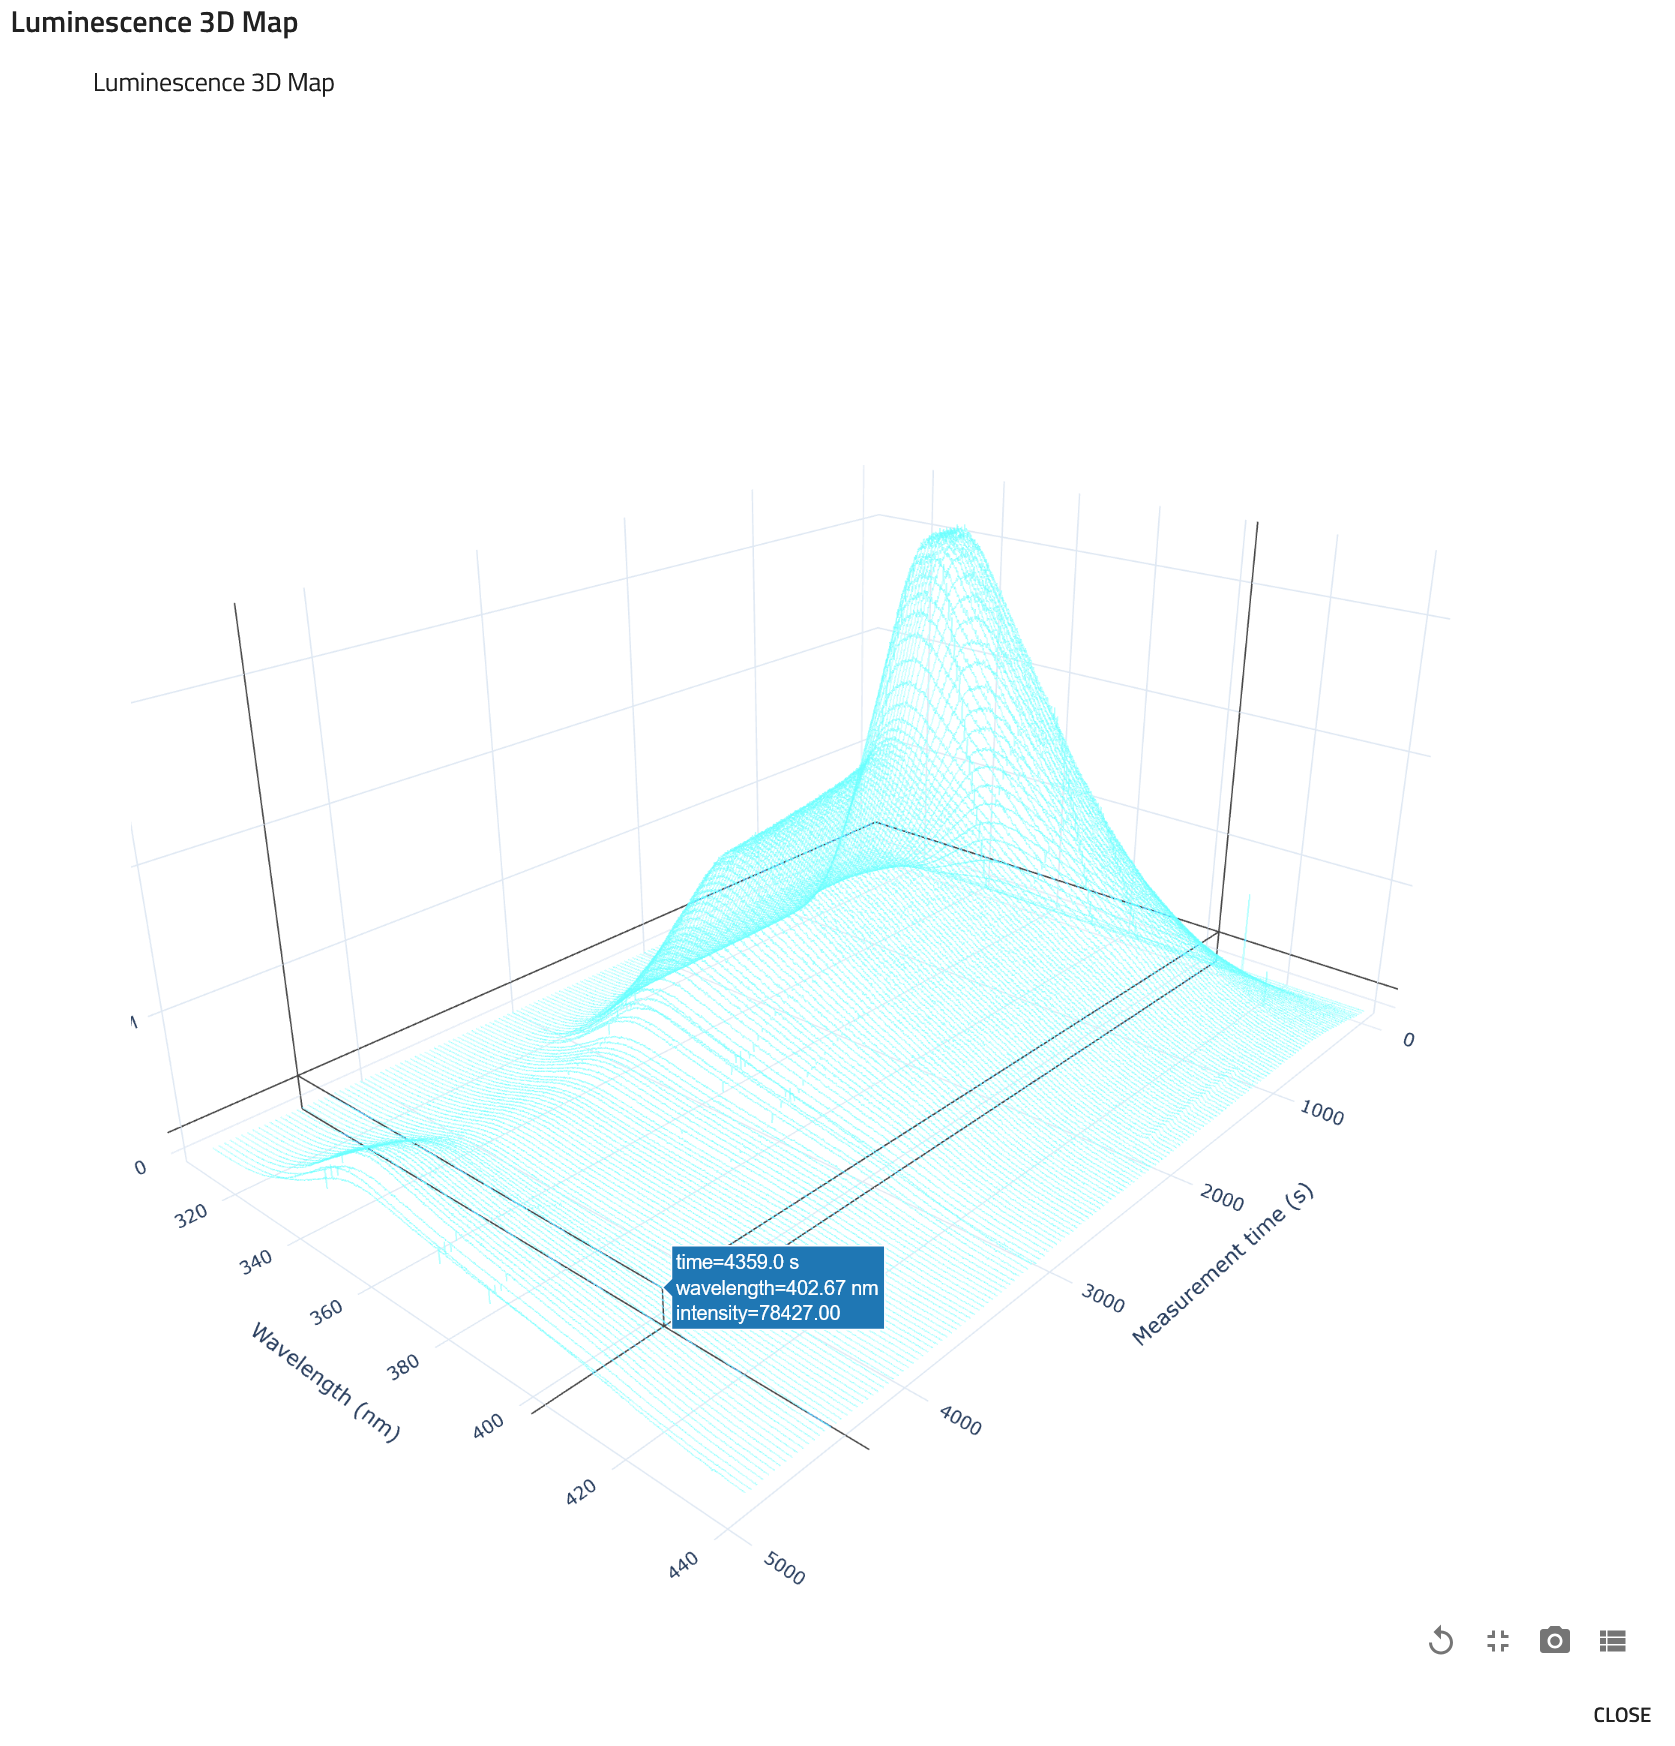 Luminescence 3D Map
Luminescence 3D Map
0
320
340
360
380
400
420
440
Wavelength (nm)
time=4359.0 s
wavelength=402.67 nm
intensity=78427.00
0
1000
2000
3000
4000
5000
Measurement time (s)
CLOSE